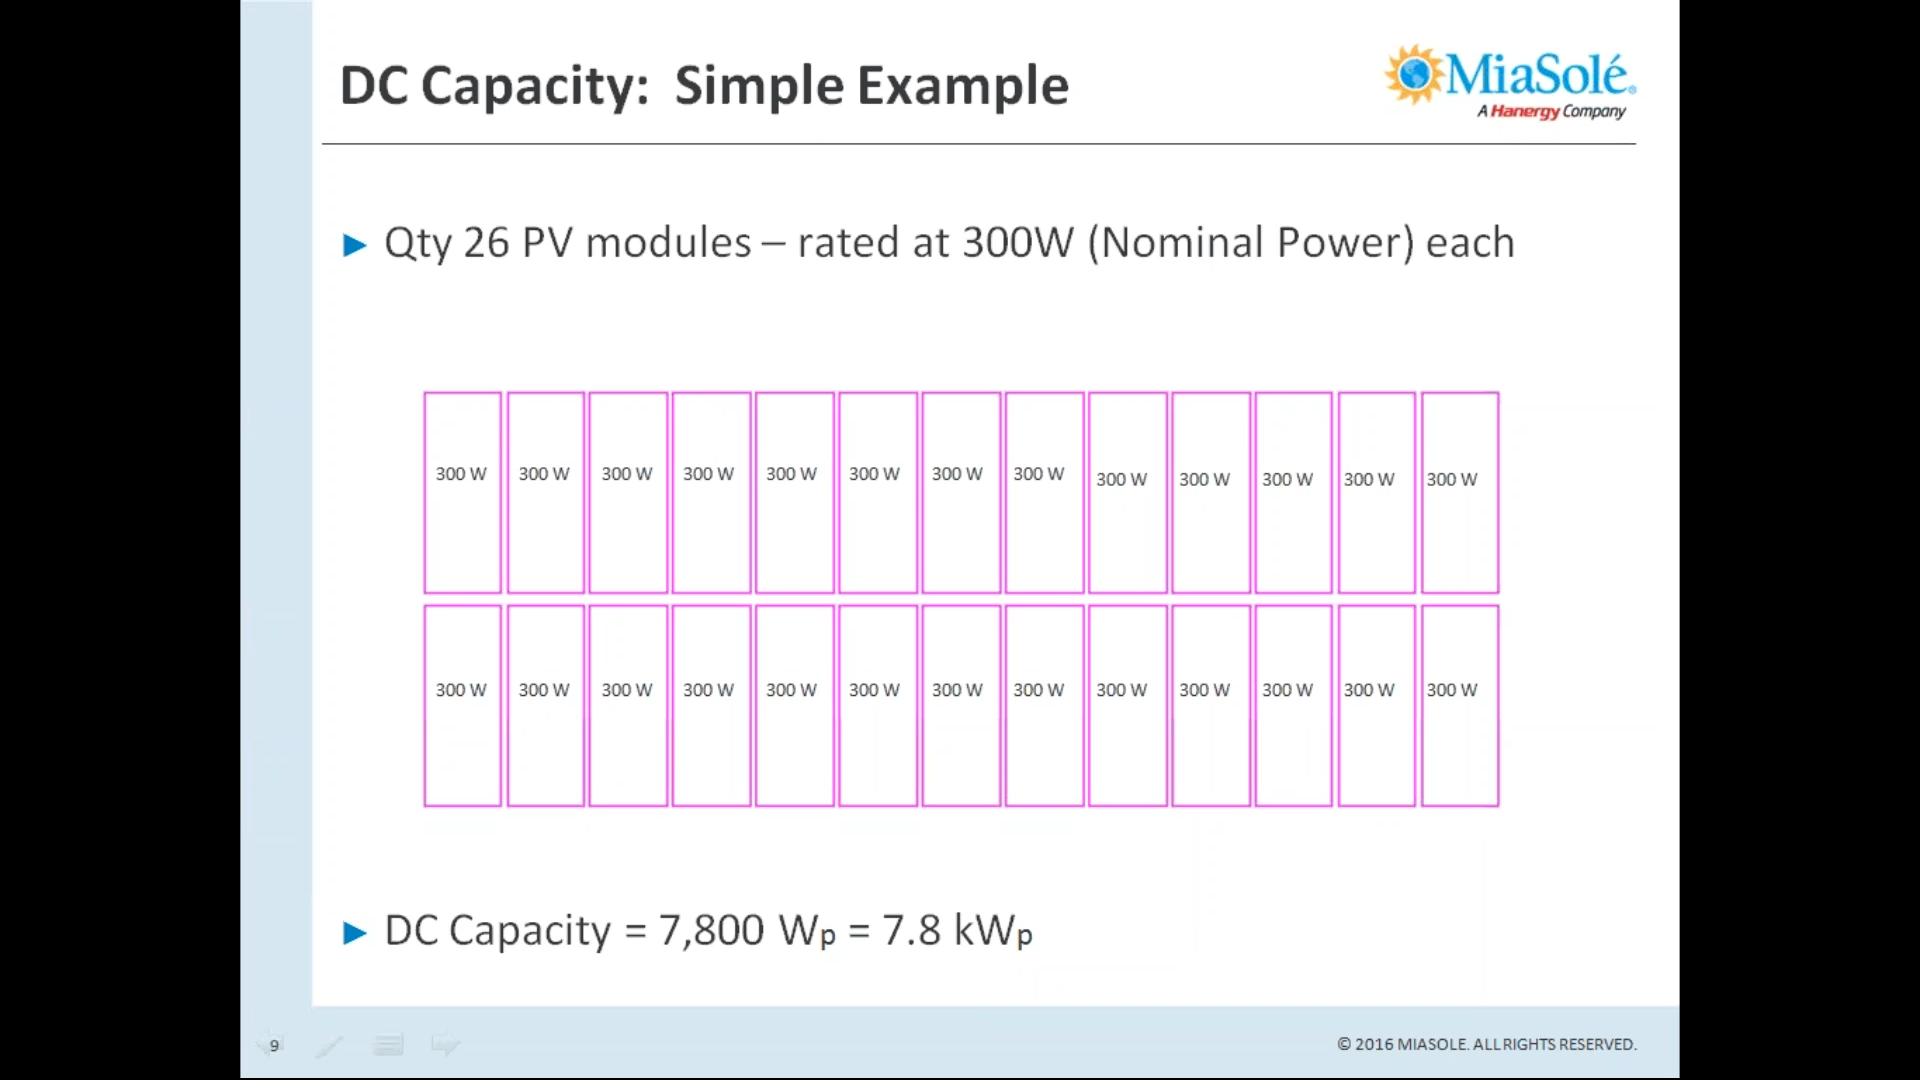 DC Capacity: Simple Example
MiaSolé®
A Hanergy Company
► Qty 26 PV modules – rated at 300W (Nominal Power) each
300 W 300 W 300 W 300 W 300 W 300 W 300 W 300 W 300 W 300 W 300 W 300 W 300 W
300 W 300 W 300 W 300 W 300 W 300 W 300 W 300 W 300 W 300 W 300 W 300 W 300 W
► DC Capacity = 7,800 Wp = 7.8 kWp
9
© 2016 MIASOLE. ALL RIGHTS RESERVED.